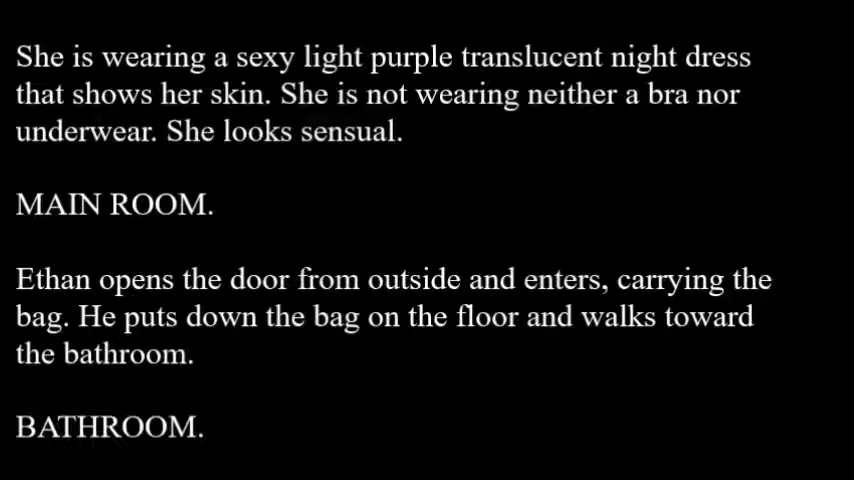 She is wearing a sexy light purple translucent night dress
that shows her skin. She is not wearing neither a bra nor
underwear. She looks sensual.
MAIN ROOM.
Ethan opens the door from outside and enters, carrying the
bag. He puts down the bag on the floor and walks toward
the bathroom.
BATHROOM.